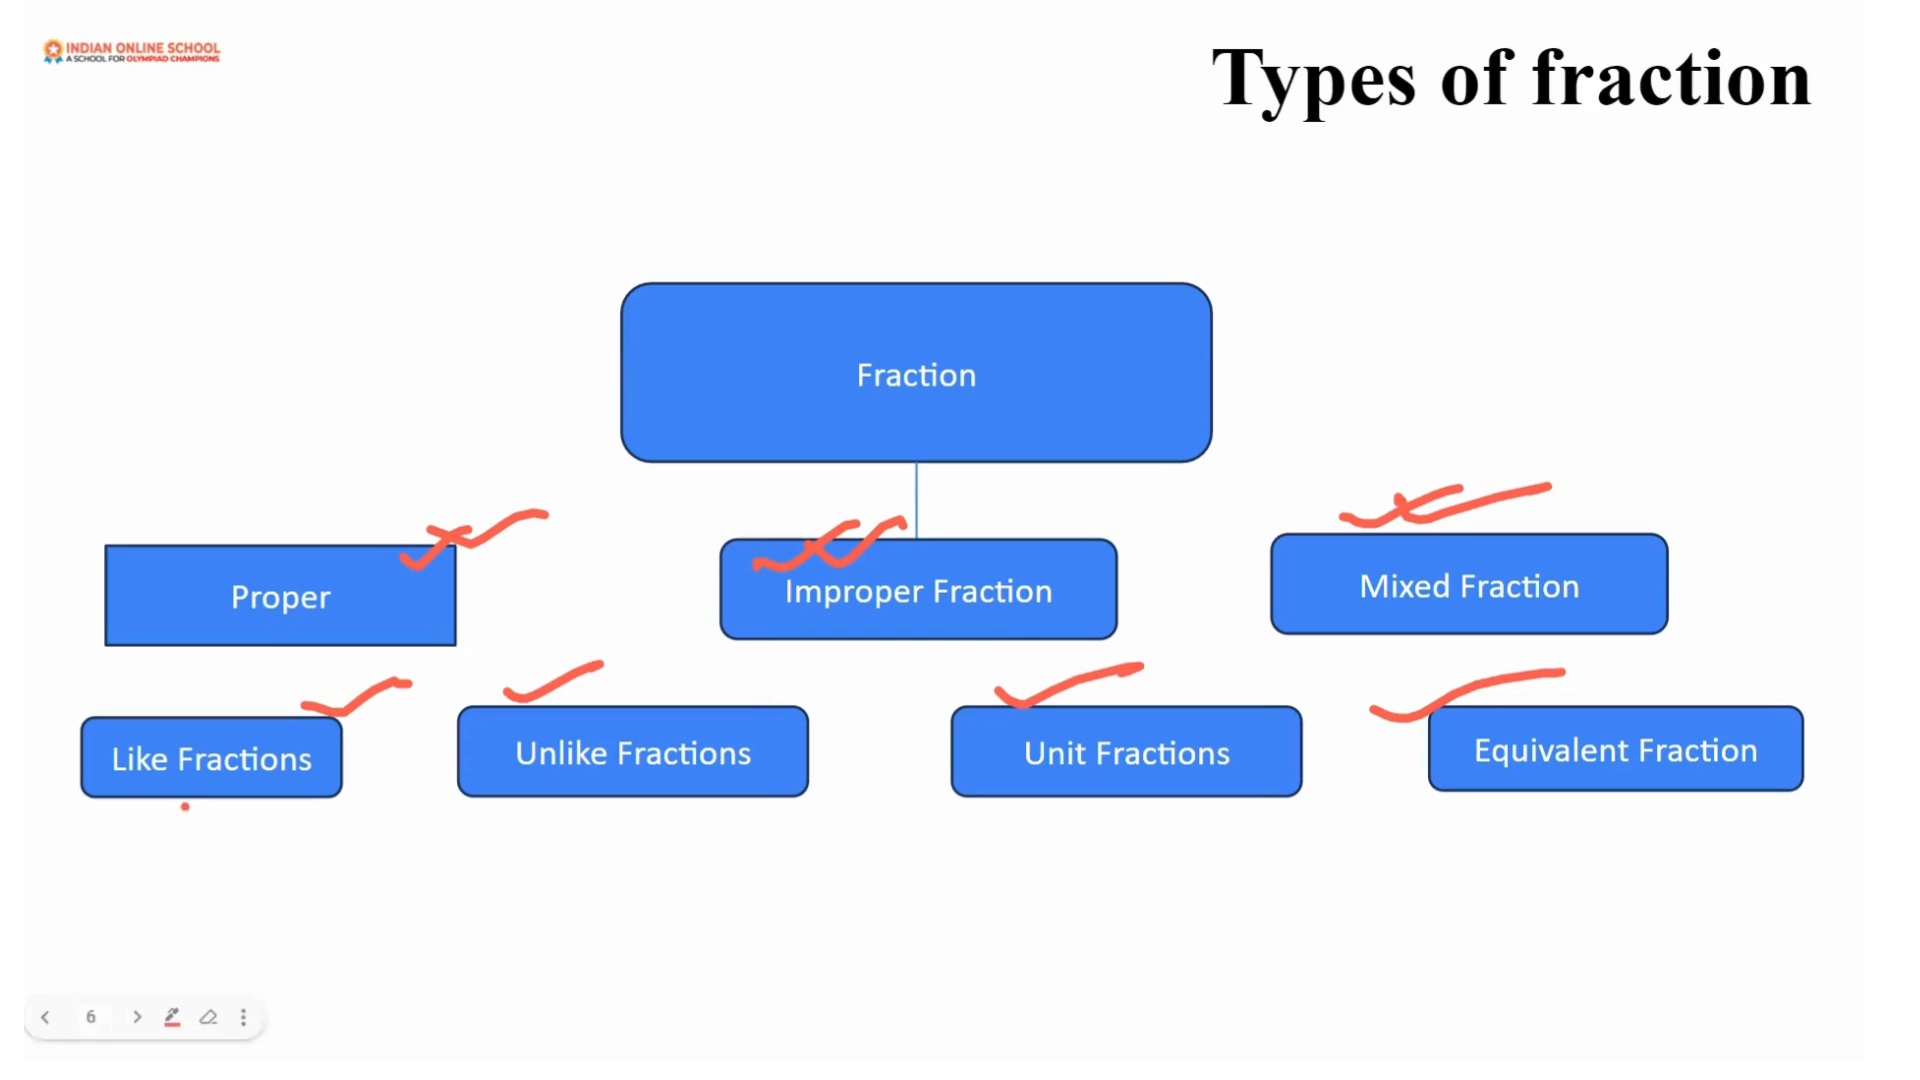 INDIAN ONLINE SCHOOL
A SCHOOL FOR OLYMPIAD CHAMPIONS
Types of fraction
Fraction
Proper
Improper Fraction
Mixed Fraction
Like Fractions
Unlike Fractions
Unit Fractions
Equivalent Fraction
6